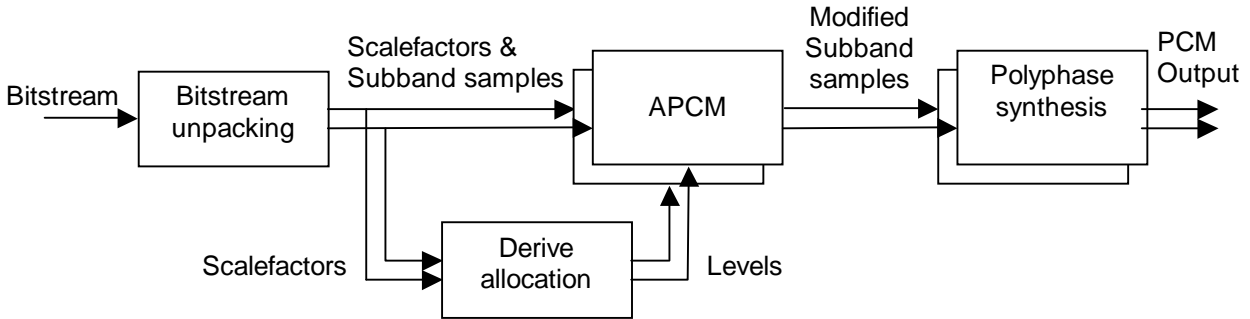 Bitstream
Bitstream
unpacking
Scalefactors &
Subband samples
APCM
Modified
Subband
samples
Polyphase
synthesis
PCM
Output
Scalefactors
Derive
allocation
Levels